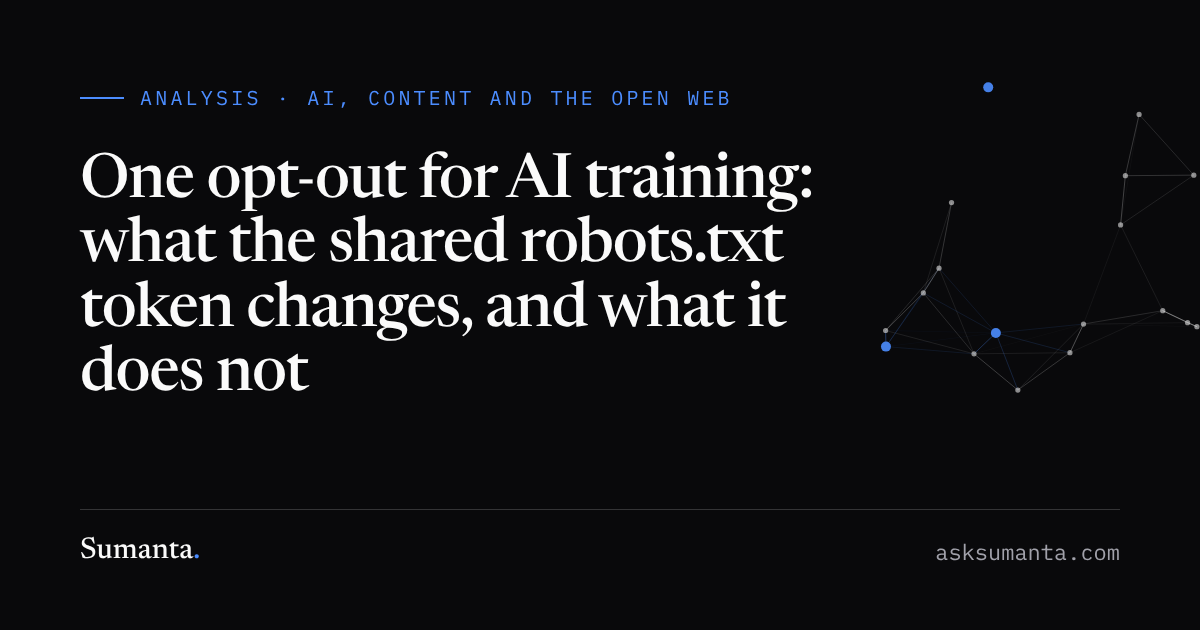 ANALYSIS · AI, CONTENT AND THE OPEN WEB
One opt-out for AI training:
what the shared robots.txt
token changes, and what it
does not
Sumanta.
asksumanta.com